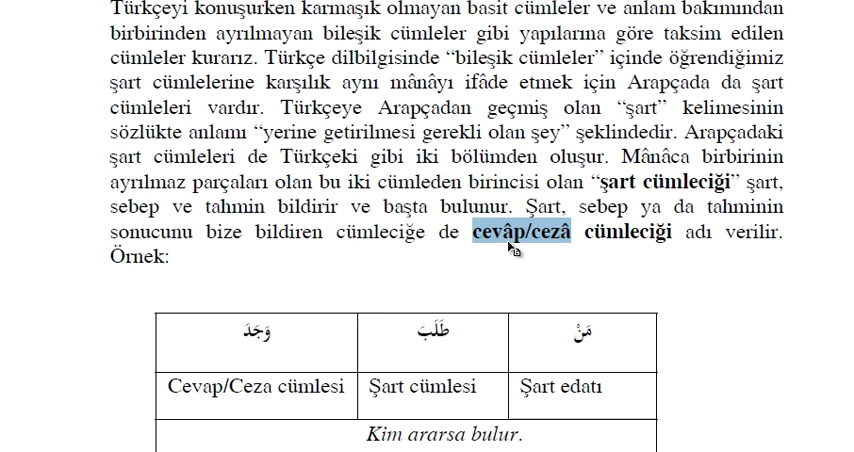 Türkçeyi konuşurken karmaşık olmayan basit cümleler ve anlam bakımından
birbirinden ayrılmayan bileşik cümleler gibi yapılarına göre taksim edilen
cümleler kurarız. Türkçe dilbilgisinde “bileşik cümleler” içinde öğrendiğimiz
şart cümlelerine karşılık aynı mânâyı ifâde etmek için Arapçada da şart
cümleleri vardır. Türkçeye Arapçadan geçmiş olan “şart” kelimesinin
sözlükte anlamı “yerine getirilmesi gerekli olan şey” şeklindedir. Arapçadaki
şart cümleleri de Türkçeki gibi iki bölümden oluşur. Mânâca birbirinin
ayrılmaz parçaları olan bu iki cümleden birincisi olan “şart cümleciği” şart,
sebep ve tahmin bildirir ve başta bulunur. Şart, sebep ya da tahminin
sonucunu bize bildiren cümleciğe de cevâp/cezâ cümleciği adı verilir.
Örnek:
مَنْ طَلَبَ وَجَدَ
Cevap/Ceza cümlesi Şart cümlesi Şart edatı
Kim ararsa bulur.